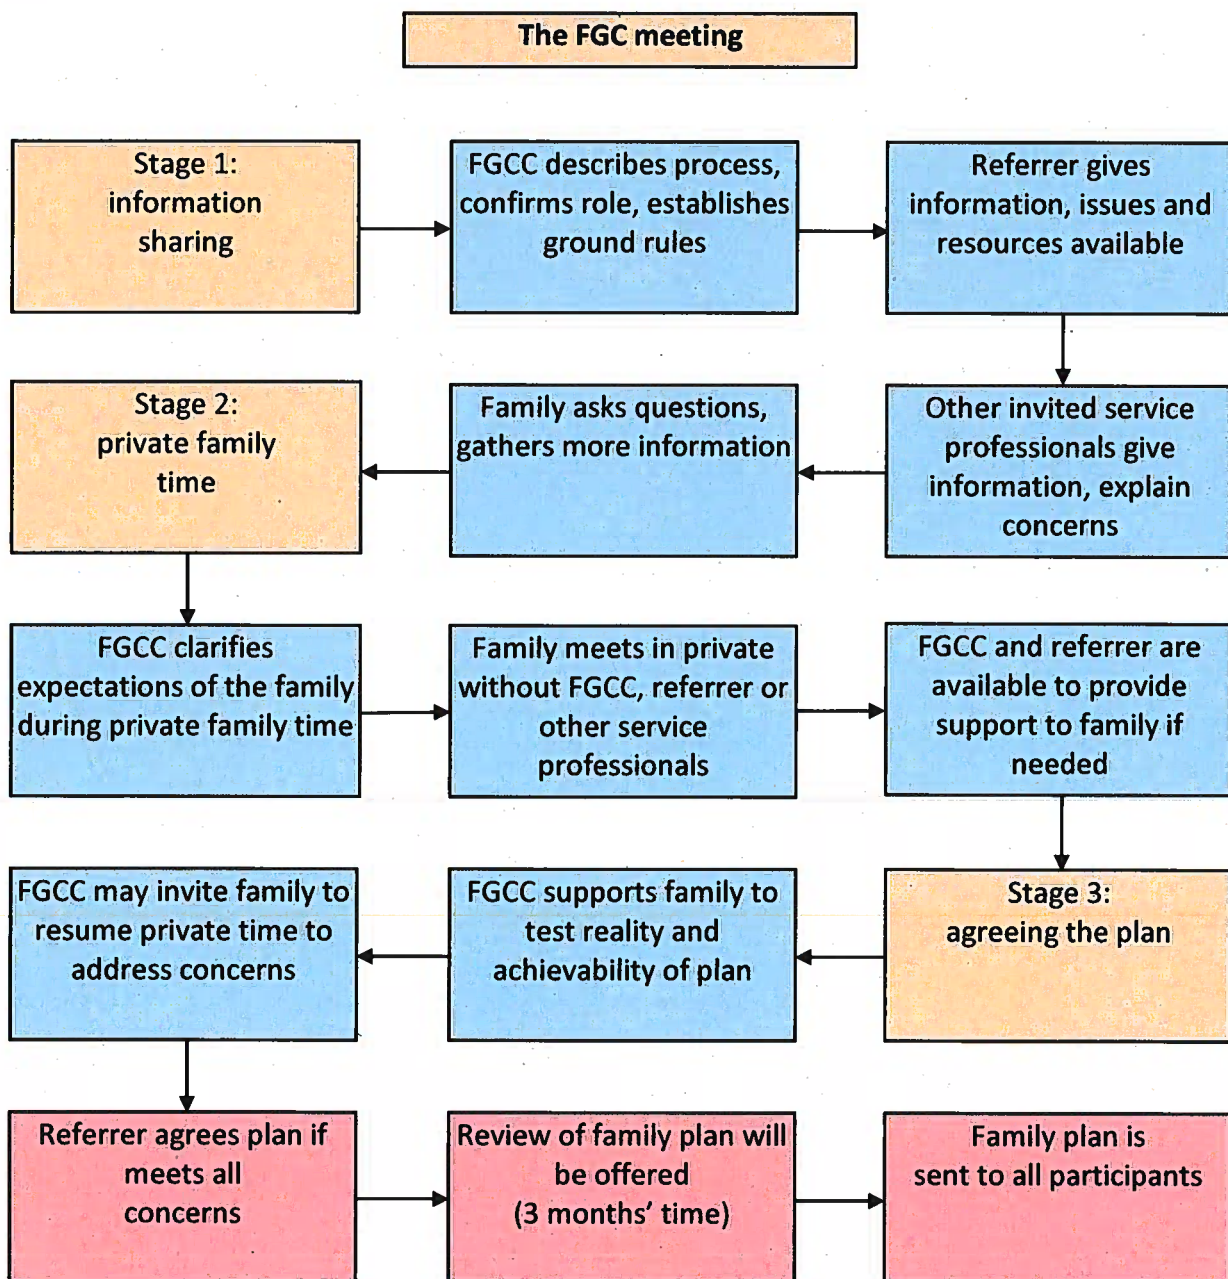 The FGC meeting
Stage 1:
information
sharing
FGCC describes process,
confirms role, establishes
ground rules
Referrer gives
information, issues and
resources available
Other invited service
professionals give
information, explain
concerns
Family asks questions,
gathers more information
Stage 2:
private family
time
FGCC clarifies
expectations of the family
during private family time
Family meets in private
without FGCC, referrer or
other service
professionals
FGCC and referrer are
available to provide
support to family if
needed
Stage 3:
agreeing the plan
FGCC supports family to
test reality and
achievability of plan
FGCC may invite family to
resume private time to
address concerns
Referrer agrees plan if
meets all
concerns
Review of family plan will
be offered
(3 months’ time)
Family plan is
sent to all participants